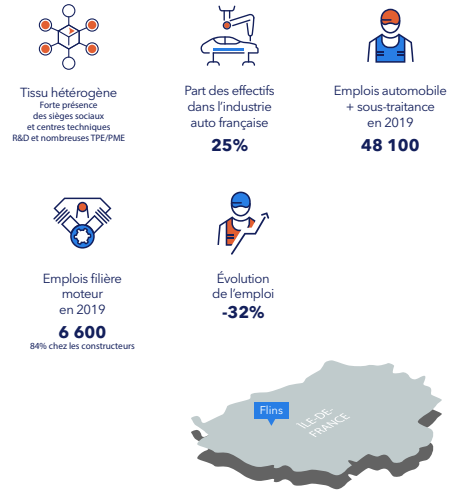 Tissu hétérogène
Forte présence
des sièges sociaux
et centres techniques
R&D et nombreuses TPE/PME
Part des effectifs
dans l'industrie
auto française
25%
Emplois automobile
+ sous-traitance
en 2019
48 100
Emplois filière
moteur
en 2019
6 600
84% chez les constructeurs
Évolution
de l'emploi
-32%
Flins
ÎLE-DE-
FRANCE